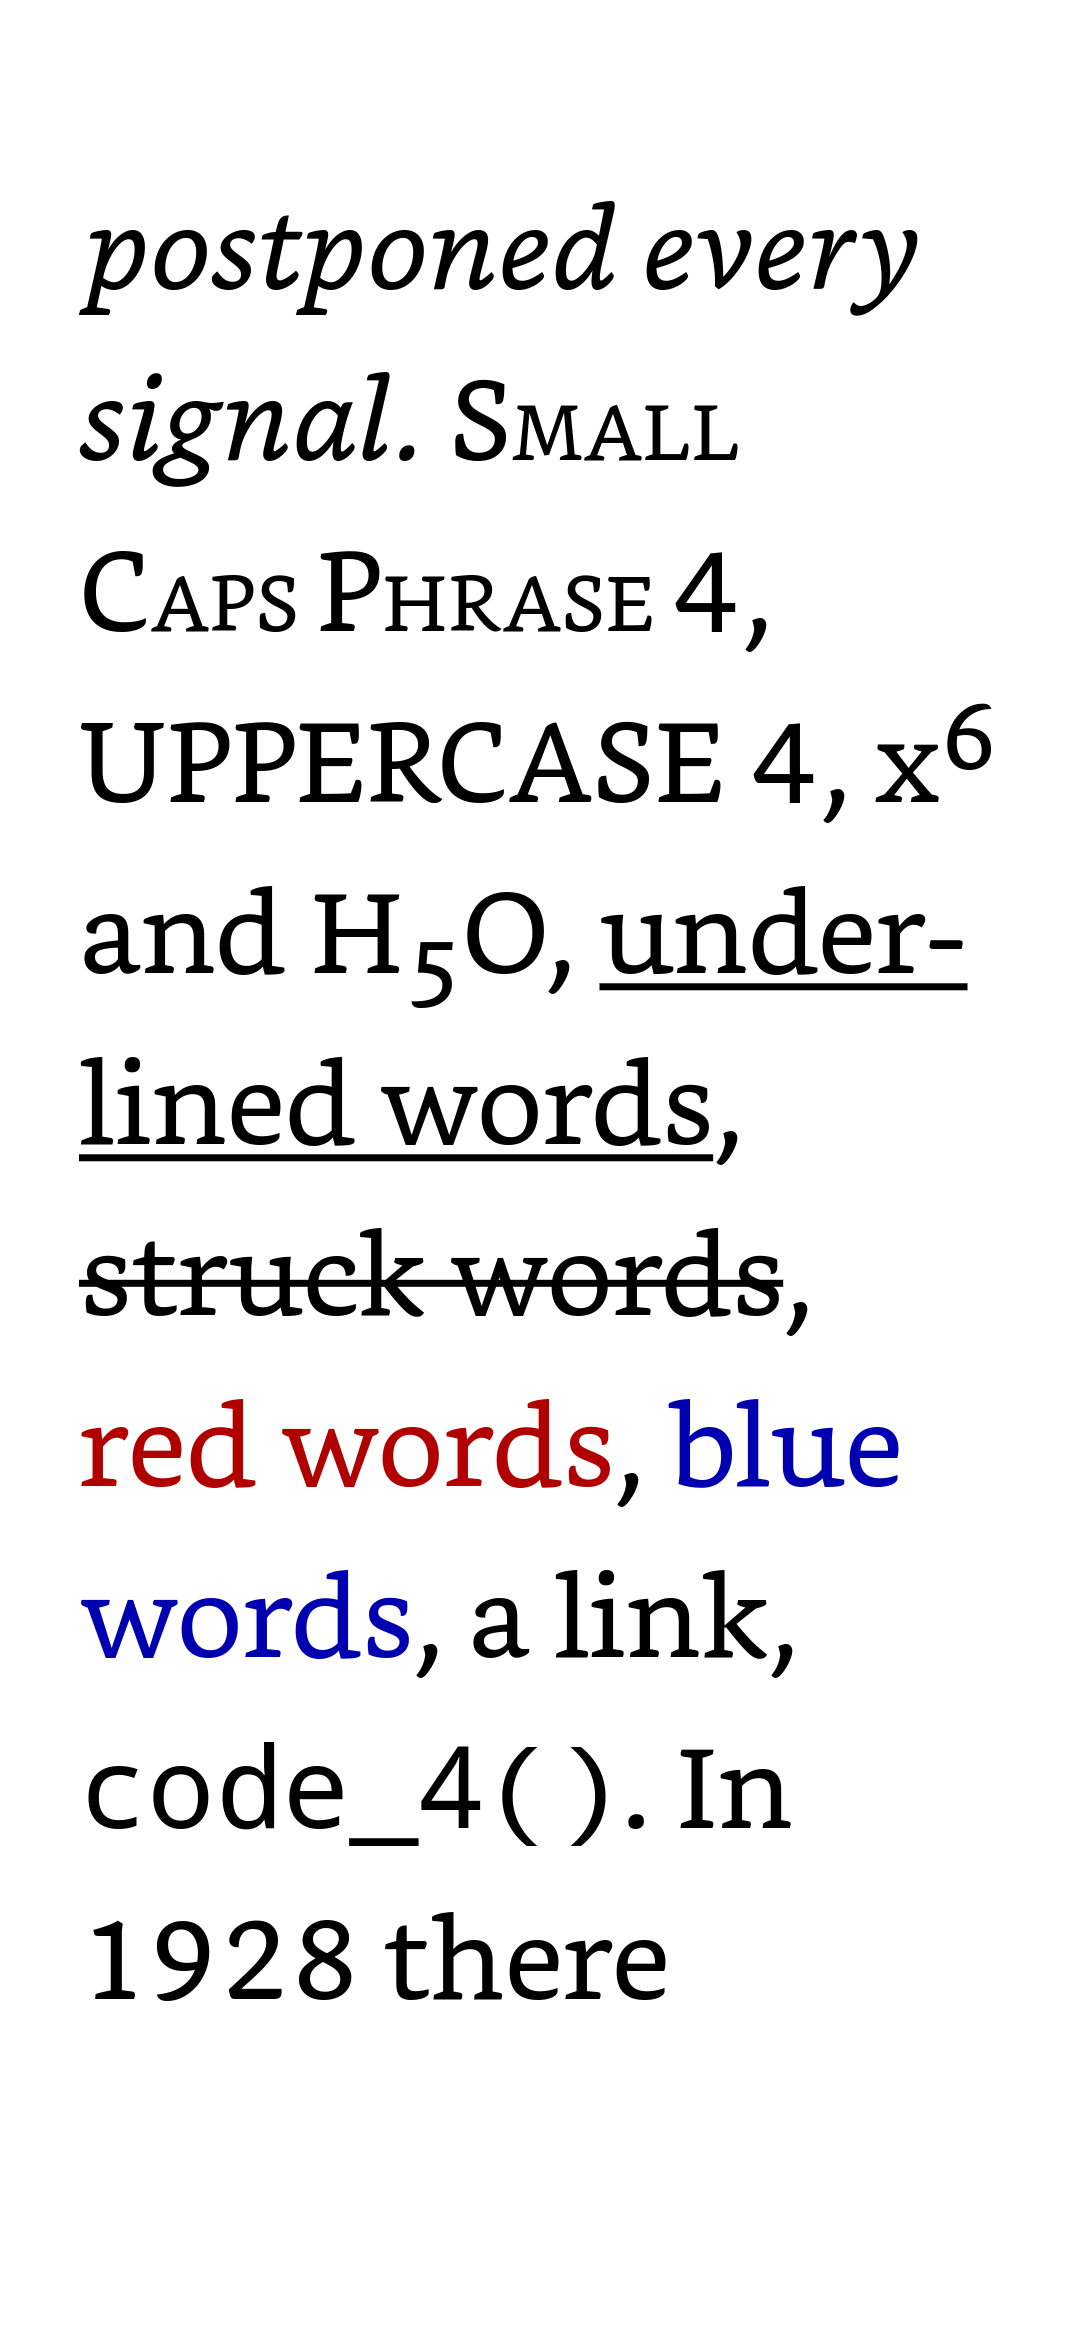 postponed every
signal. Small
Caps Phrase 4,
UPPERCASE 4, x⁶
and H₅O, under-
lined words,
struck words,
red words, blue
words, a link,
code_4(). In
1928 there